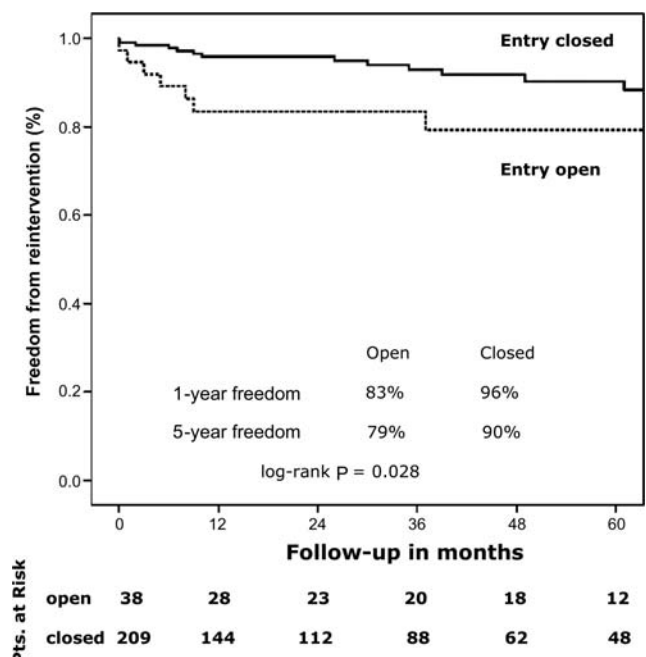 Freedom from reintervention (%)
1.0
0.8
0.6
0.4
0.2
0.0
Entry closed
Entry open
Open Closed
1-year freedom 83% 96%
5-year freedom 79% 90%
log-rank P = 0.028
0 12 24 36 48 60
Follow-up in months
Pts. at Risk
open 38 28 23 20 18 12
closed 209 144 112 88 62 48